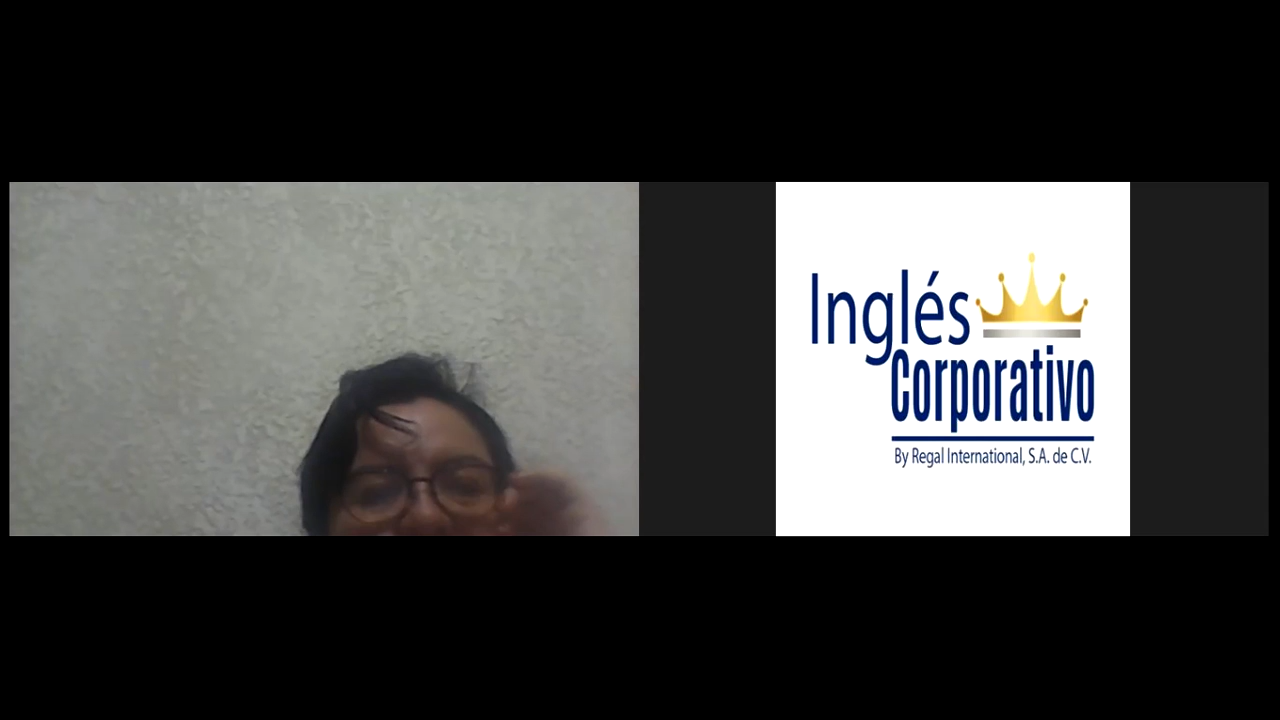 Inglés
Corporativo
By Regal International, S.A. de C.V.